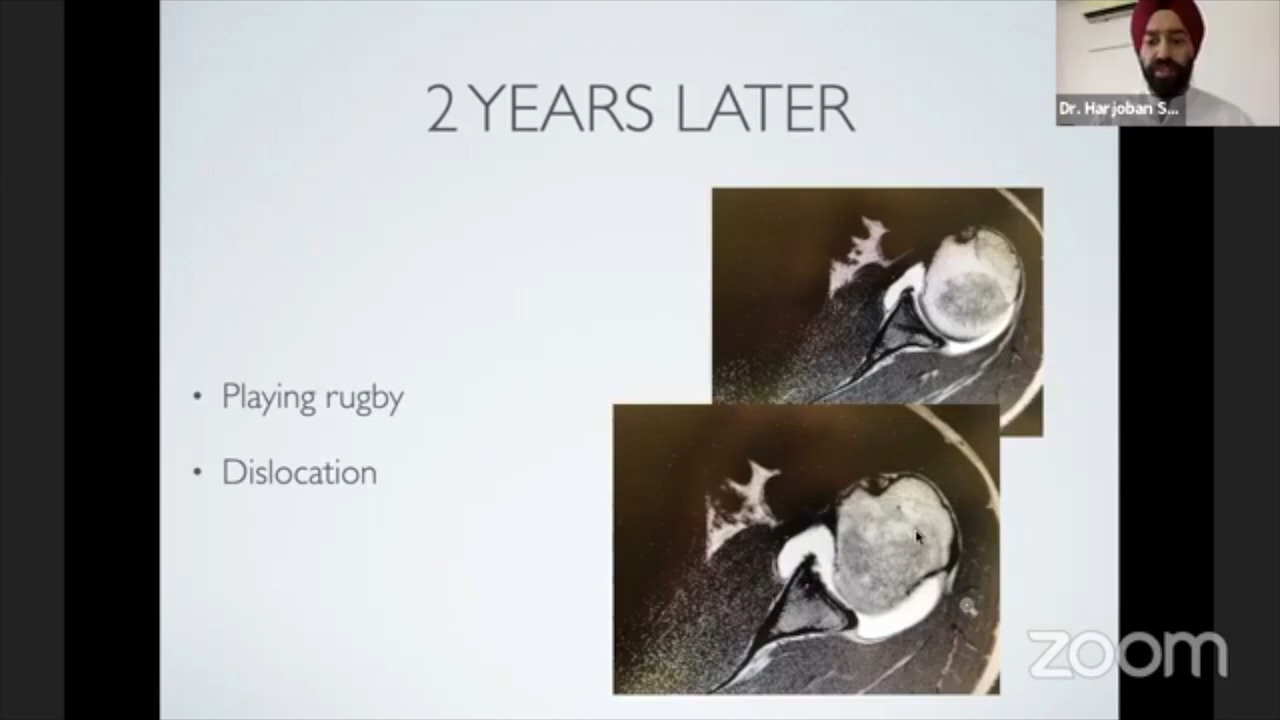 2 YEARS LATER
Dr. Harjoban S...
• Playing rugby
• Dislocation
zoom